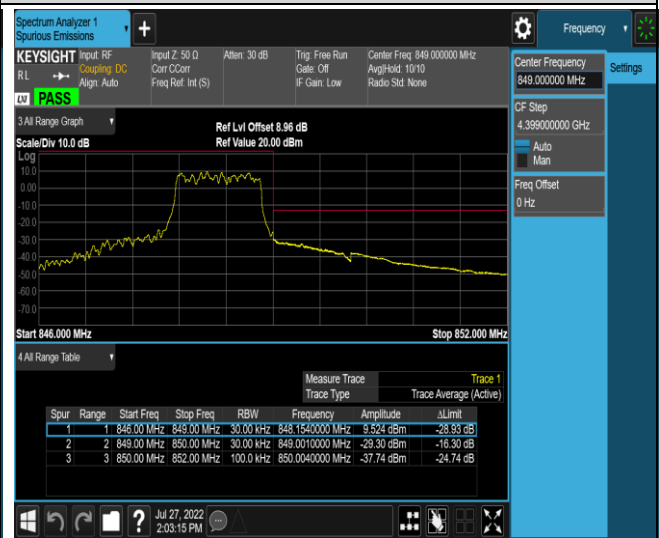 Spectrum Analyzer 1
Spurious Emissions
Frequency
KEYSIGHT Input: RF Input Z: 50 Ω Atten: 30 dB Trig: Free Run Center Freq: 849.000000 MHz
RL Coupling: DC Corr CCorr Gate: Off Avg|Hold: 10/10
Align: Auto Freq Ref: Int (S) IF Gain: Low Radio Std: None
LXI PASS
Center Frequency
849.000000 MHz
Settings
CF Step
4.399000000 GHz
Auto
Man
Freq Offset
0 Hz
3 All Range Graph
Ref Lvl Offset 8.96 dB
Scale/Div 10.0 dB Ref Value 20.00 dBm
Log
10.0
0.00
-10.0
-20.0
-30.0
-40.0
-50.0
-60.0
-70.0
Start 846.000 MHz Stop 852.000 MHz
4 All Range Table
Measure Trace Trace 1
Trace Type Trace Average (Active)
Spur Range Start Freq Stop Freq RBW Frequency Amplitude ΔLimit
1 1 846.00 MHz 849.00 MHz 30.00 kHz 848.1540000 MHz 9.524 dBm -28.93 dB
2 2 849.00 MHz 850.00 MHz 30.00 kHz 849.0010000 MHz -29.30 dBm -16.30 dB
3 3 850.00 MHz 852.00 MHz 100.0 kHz 850.0040000 MHz -37.74 dBm -24.74 dB
Jul 27, 2022
2:03:15 PM